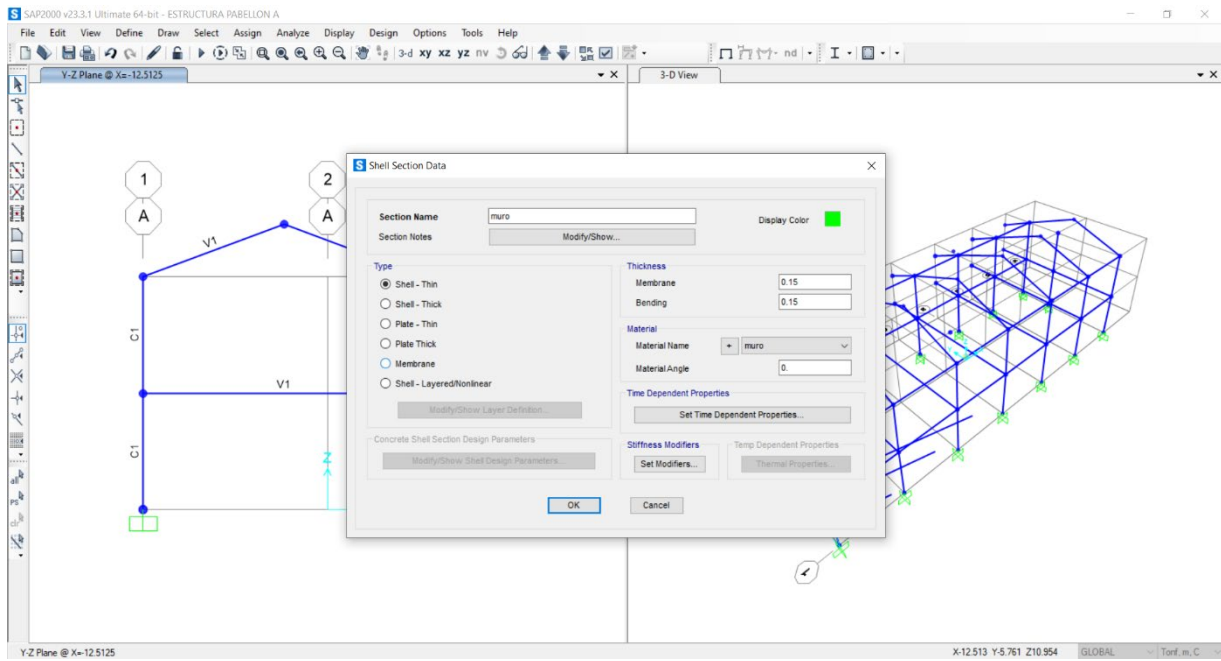 SAP2000 v23.3.1 Ultimate 64-bit - ESTRUCTURA PABELLON A
File Edit View Define Draw Select Assign Analyze Display Design Options Tools Help
3-d xy xz yz nv
nd
Y-Z Plane @ X=-12.5125
3-D View
1
2
A
A
V1
C1
V1
C1
Z
all
PS
clr
Shell Section Data
Section Name
muro
Display Color
Section Notes
Modify/Show...
Type
Shell - Thin
Shell - Thick
Plate - Thin
Plate Thick
Membrane
Shell - Layered/Nonlinear
Modify/Show Layer Definition...
Concrete Shell Section Design Parameters
Modify/Show Shell Design Parameters...
Thickness
Membrane
0.15
Bending
0.15
Material
Material Name
+
muro
Material Angle
0.
Time Dependent Properties
Set Time Dependent Properties...
Stiffness Modifiers
Set Modifiers...
Temp Dependent Properties
Thermal Properties...
OK
Cancel
Y-Z Plane @ X=-12.5125
X-12.513 Y-5.761 Z10.954
GLOBAL
Tonf, m, C